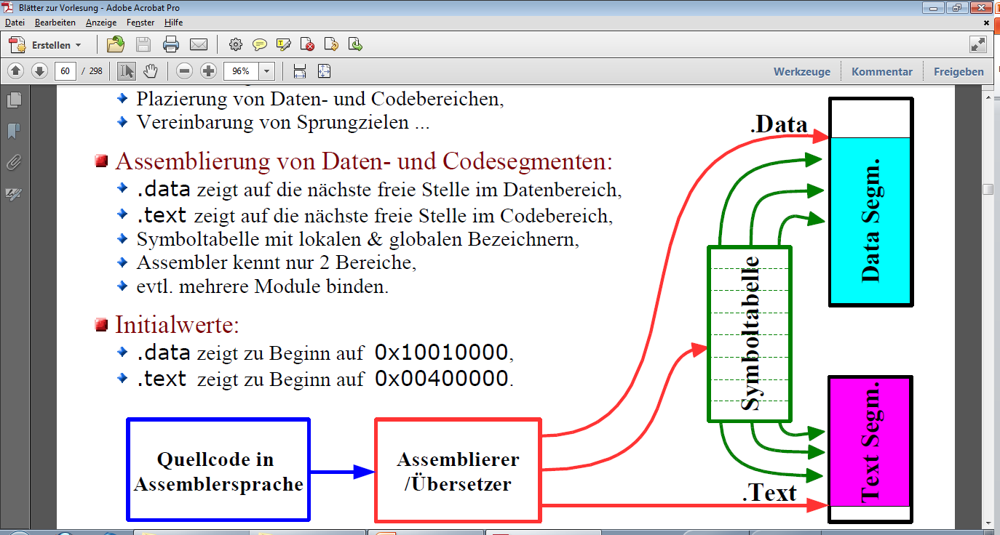 Blätter zur Vorlesung - Adobe Acrobat Pro
Datei Bearbeiten Anzeige Fenster Hilfe
Erstellen
60 / 298 96% Werkzeuge Kommentar Freigeben
Plazierung von Daten- und Codebereichen,
Vereinbarung von Sprungzielen ...
Assemblierung von Daten- und Codesegmenten:
.data zeigt auf die nächste freie Stelle im Datenbereich,
.text zeigt auf die nächste freie Stelle im Codebereich,
Symboltabelle mit lokalen & globalen Bezeichnern,
Assembler kennt nur 2 Bereiche,
evtl. mehrere Module binden.
Initialwerte:
.data zeigt zu Beginn auf 0x10010000,
.text zeigt zu Beginn auf 0x00400000.
Quellcode in
Assemblersprache
Assemblierer
/Übersetzer
.Data
Data Segm.
Symboltabelle
.Text
Text Segm.